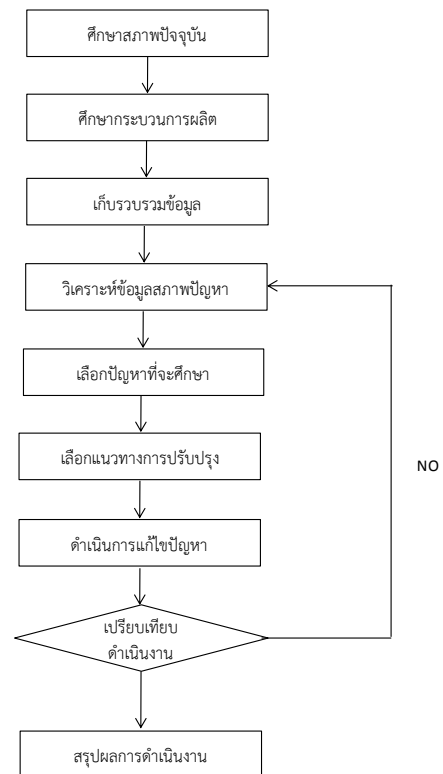 ศึกษาสภาพปัจจุบัน
ศึกษากระบวนการผลิต
เก็บรวบรวมข้อมูล
วิเคราะห์ข้อมูลสภาพปัญหา
เลือกปัญหาที่จะศึกษา
เลือกแนวทางการปรับปรุง
NO
ดำเนินการแก้ไขปัญหา
เปรียบเทียบ
ดำเนินงาน
สรุปผลการดำเนินงาน